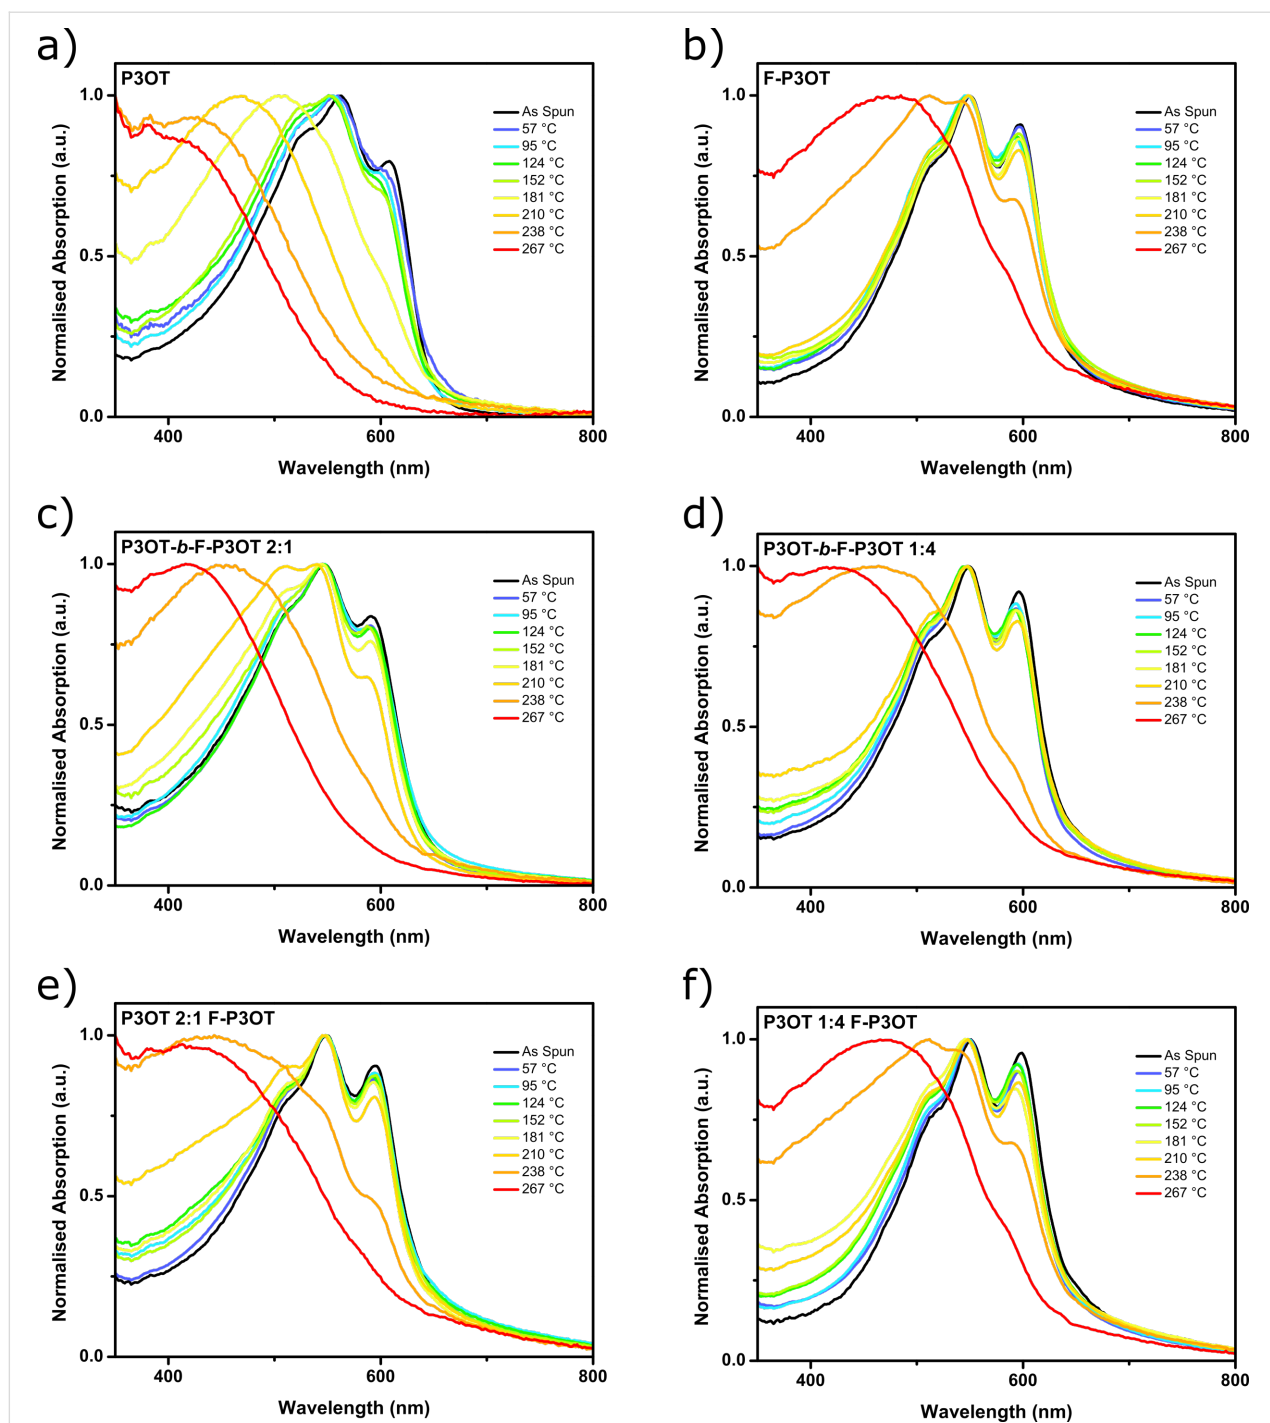 a)
P3OT
1.0
0.5
0.0
400
600
800
Normalised Absorption (a.u.)
Wavelength (nm)
As Spun
57 °C
95 °C
124 °C
152 °C
181 °C
210 °C
238 °C
267 °C
b)
F-P3OT
1.0
0.5
0.0
400
600
800
Normalised Absorption (a.u.)
Wavelength (nm)
As Spun
57 °C
95 °C
124 °C
152 °C
181 °C
210 °C
238 °C
267 °C
c)
P3OT-b-F-P3OT 2:1
1.0
0.5
0.0
400
600
800
Normalised Absorption (a.u.)
Wavelength (nm)
As Spun
57 °C
95 °C
124 °C
152 °C
181 °C
210 °C
238 °C
267 °C
d)
P3OT-b-F-P3OT 1:4
1.0
0.5
0.0
400
600
800
Normalised Absorption (a.u.)
Wavelength (nm)
As Spun
57 °C
95 °C
124 °C
152 °C
181 °C
210 °C
238 °C
267 °C
e)
P3OT 2:1 F-P3OT
1.0
0.5
0.0
400
600
800
Normalised Absorption (a.u.)
Wavelength (nm)
As Spun
57 °C
95 °C
124 °C
152 °C
181 °C
210 °C
238 °C
267 °C
f)
P3OT 1:4 F-P3OT
1.0
0.5
0.0
400
600
800
Normalised Absorption (a.u.)
Wavelength (nm)
As Spun
57 °C
95 °C
124 °C
152 °C
181 °C
210 °C
238 °C
267 °C